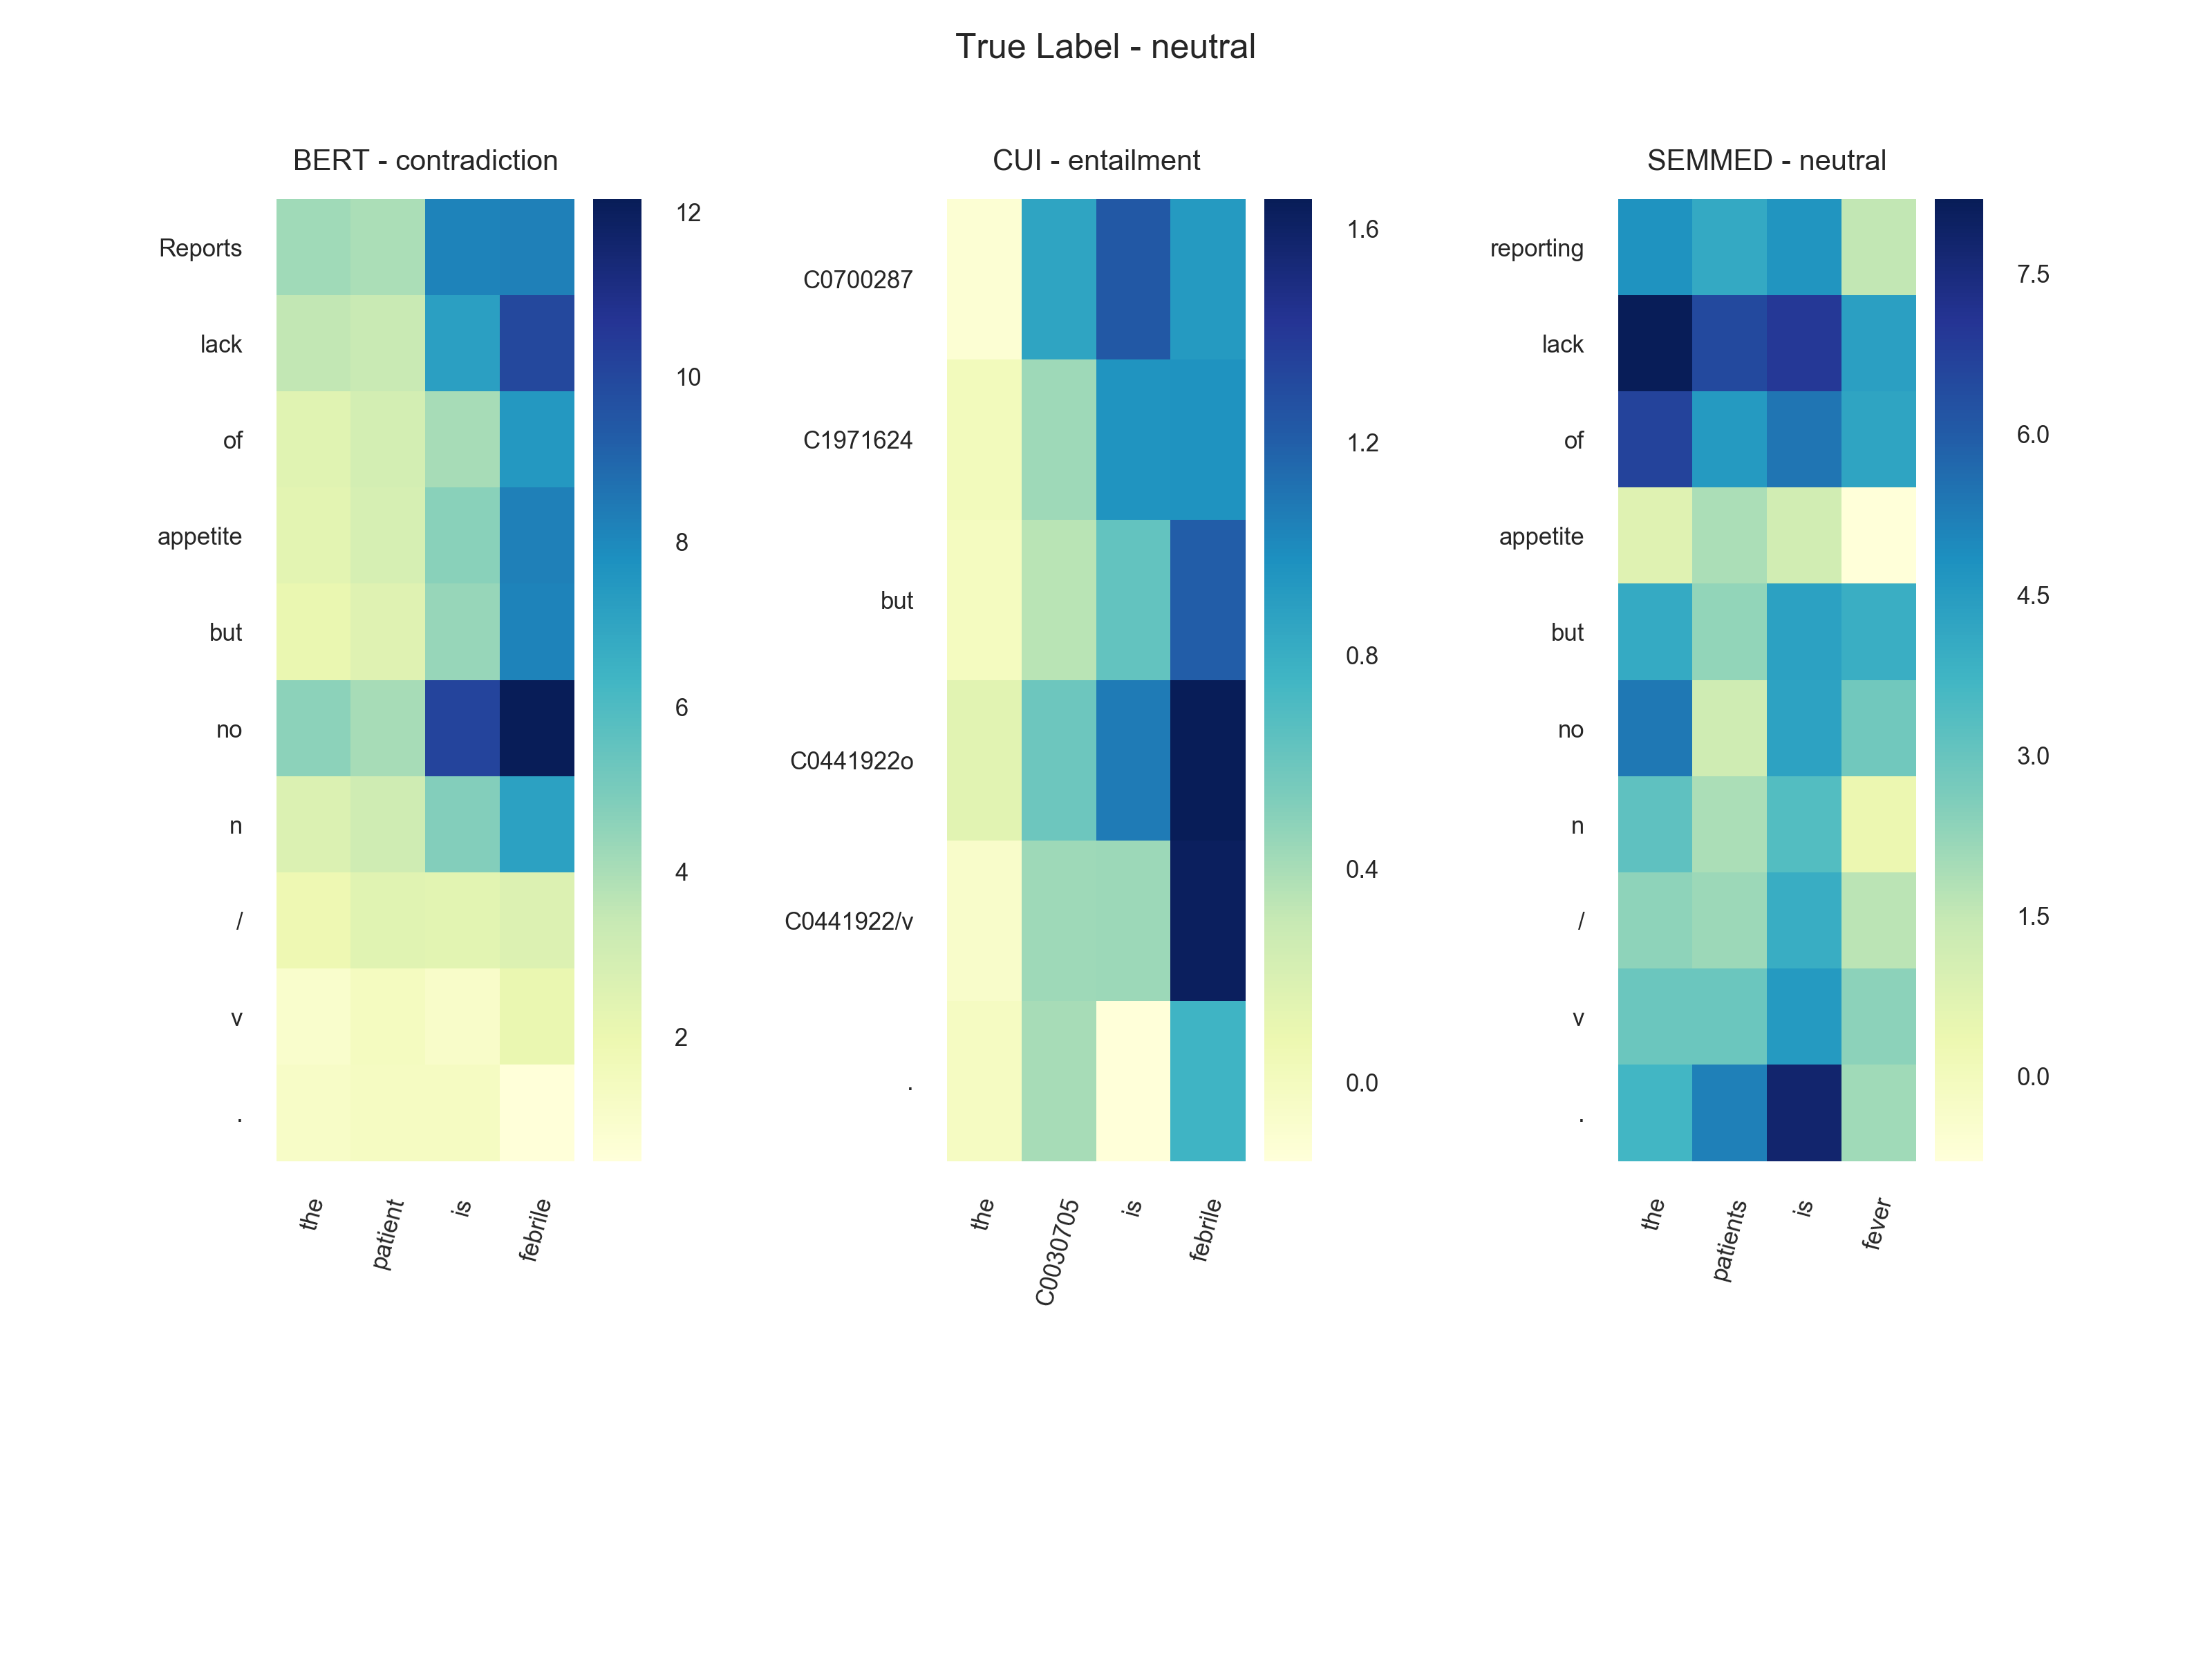 True Label - neutral
BERT - contradiction
Reports
lack
of
appetite
but
no
n
/
v
.
the
patient
is
febrile
12
10
8
6
4
2
CUI - entailment
C0700287
C1971624
but
C0441922o
C0441922/v
.
the
C0030705
is
febrile
1.6
1.2
0.8
0.4
0.0
SEMMED - neutral
reporting
lack
of
appetite
but
no
n
/
v
.
the
patients
is
fever
7.5
6.0
4.5
3.0
1.5
0.0